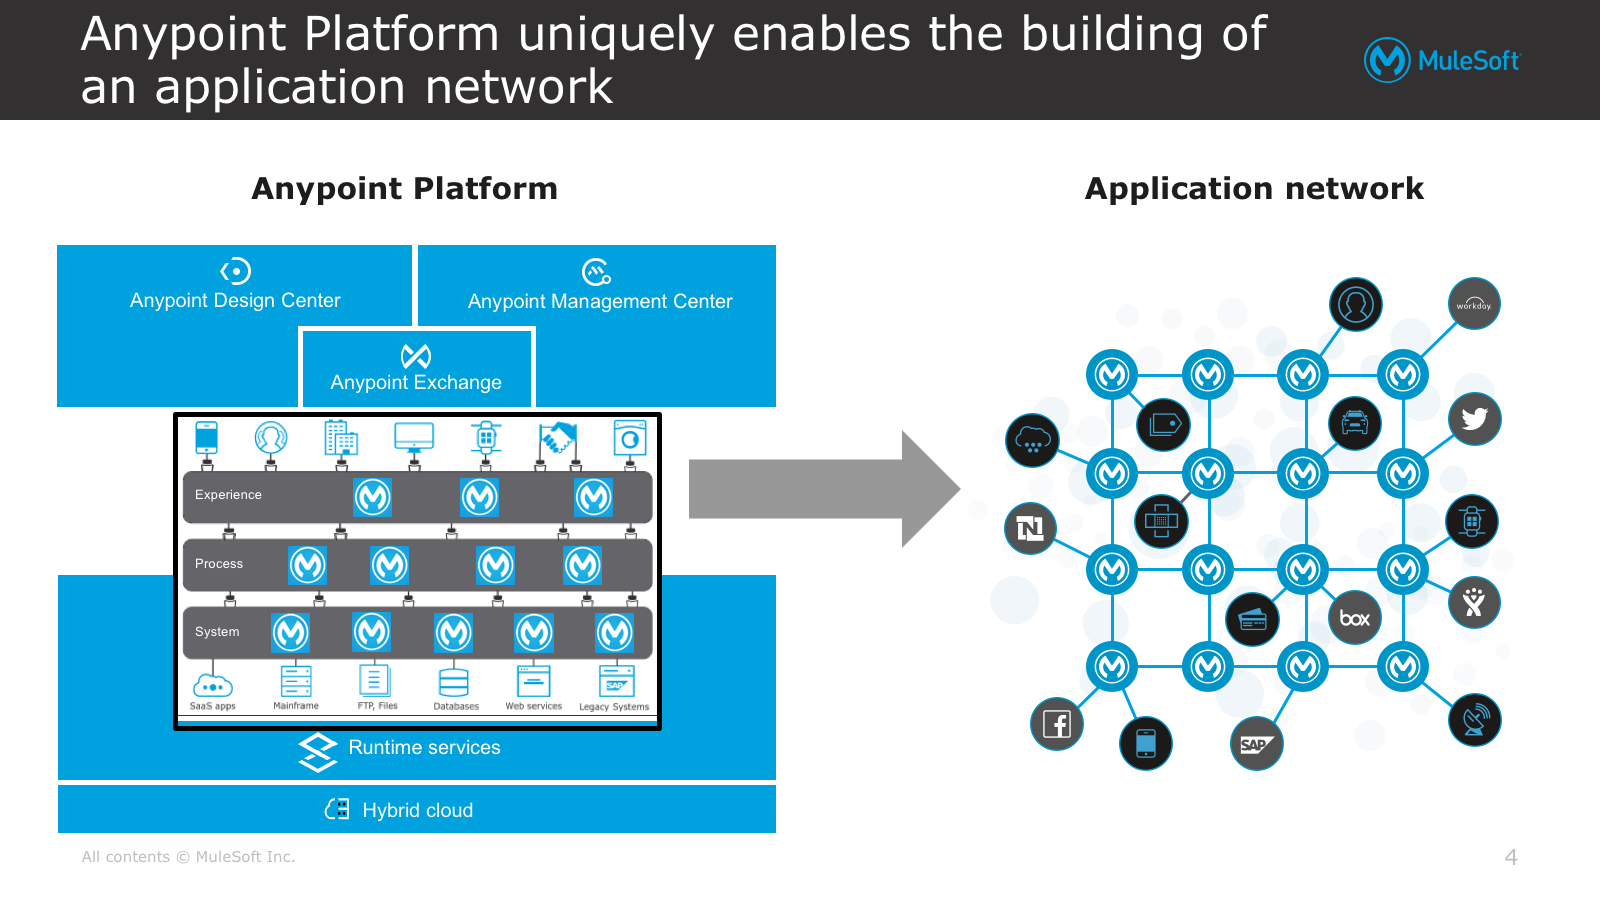 Anypoint Platform uniquely enables the building of
an application network
MuleSoft
Anypoint Platform
Application network
Anypoint Design Center
Anypoint Management Center
Anypoint Exchange
Experience
Process
System
SaaS apps
Mainframe
FTP, Files
Databases
Web services
SAP
Legacy Systems
Runtime services
Hybrid cloud
workday
N
box
f
SAP
All contents © MuleSoft Inc.
4